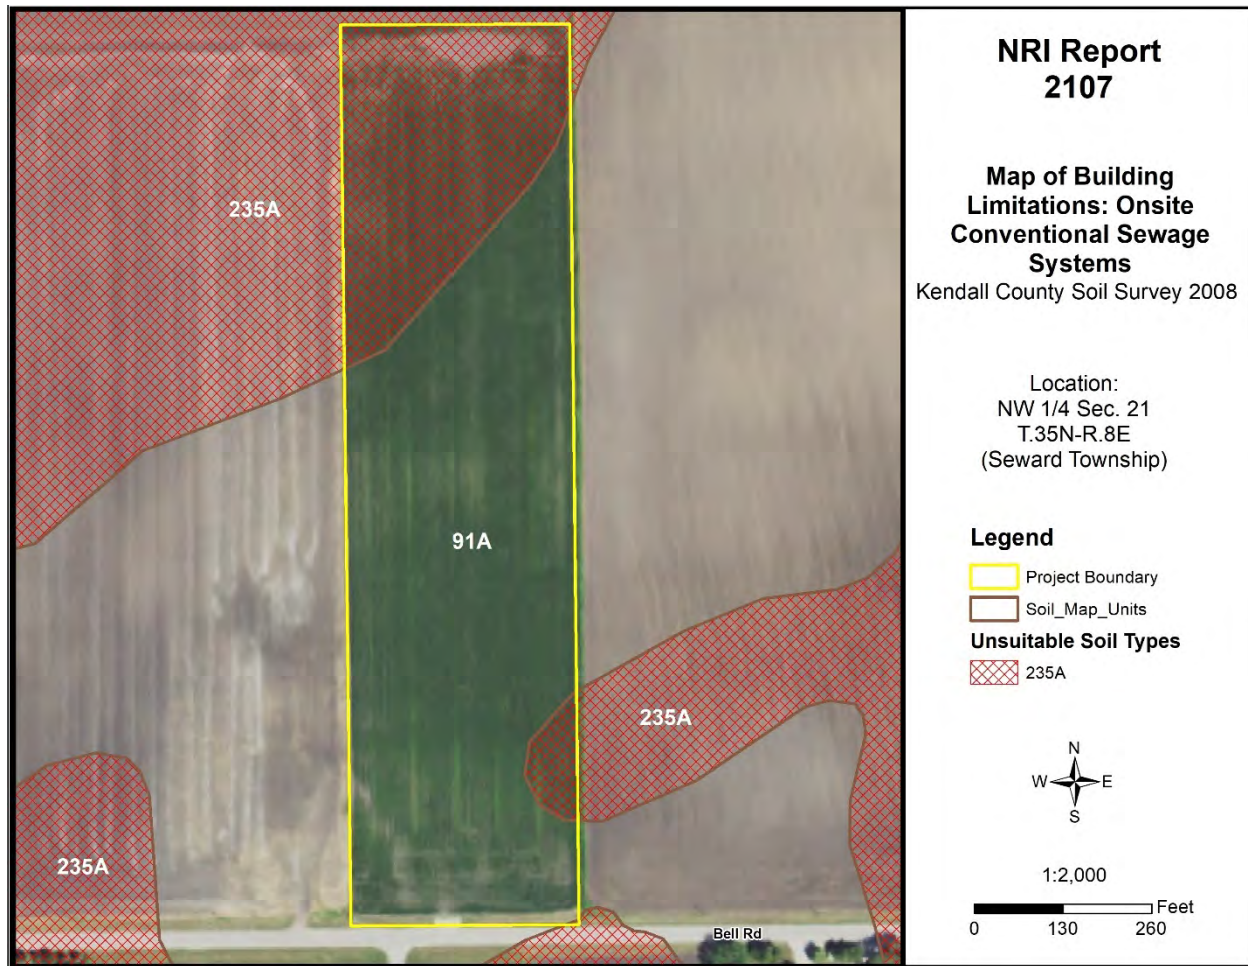 NRI Report
2107
Map of Building
Limitations: Onsite
Conventional Sewage
Systems
Kendall County Soil Survey 2008
Location:
NW 1/4 Sec. 21
T.35N-R.8E
(Seward Township)
Legend
Project Boundary
Soil_Map_Units
Unsuitable Soil Types
235A
N
W E
S
1:2,000
Feet
0 130 260
235A
91A
235A
235A
Bell Rd